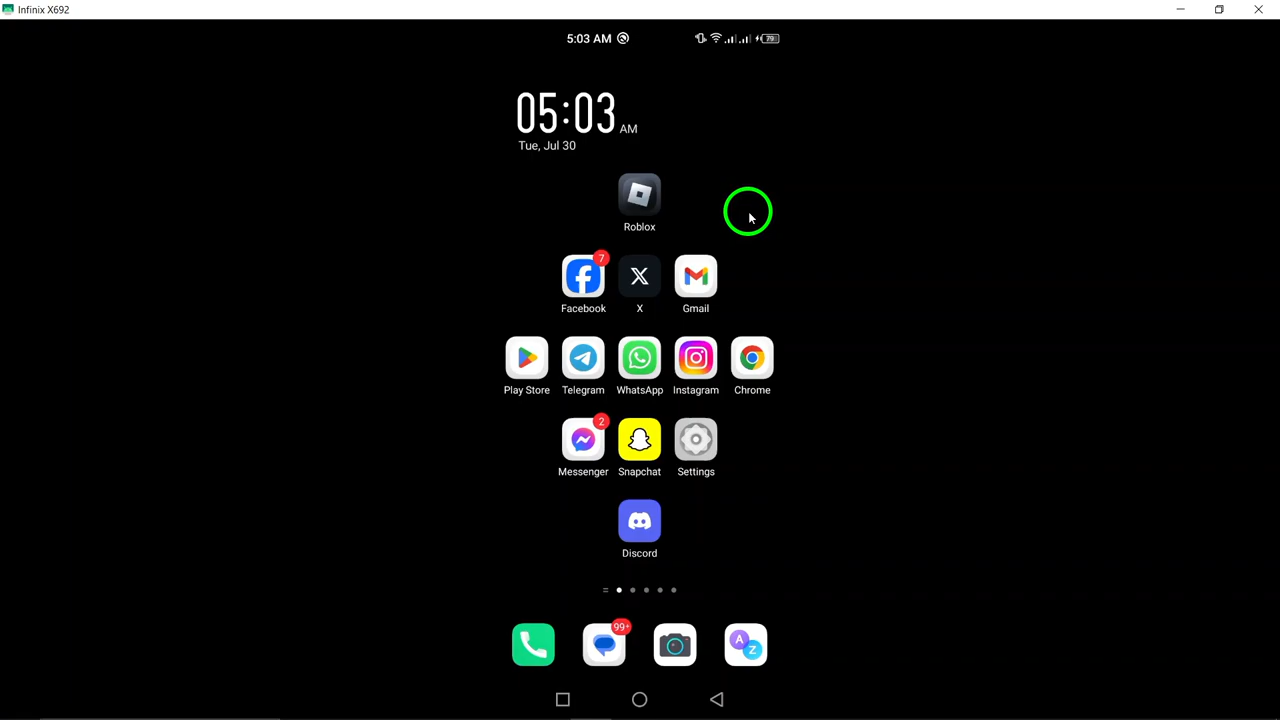 Infinix X692
5:03 AM
79
05:03 AM
Tue, Jul 30
Roblox
7
Facebook
X
Gmail
Play Store
Telegram
WhatsApp
Instagram
Chrome
2
Messenger
Snapchat
Settings
Discord
99+
A
Z